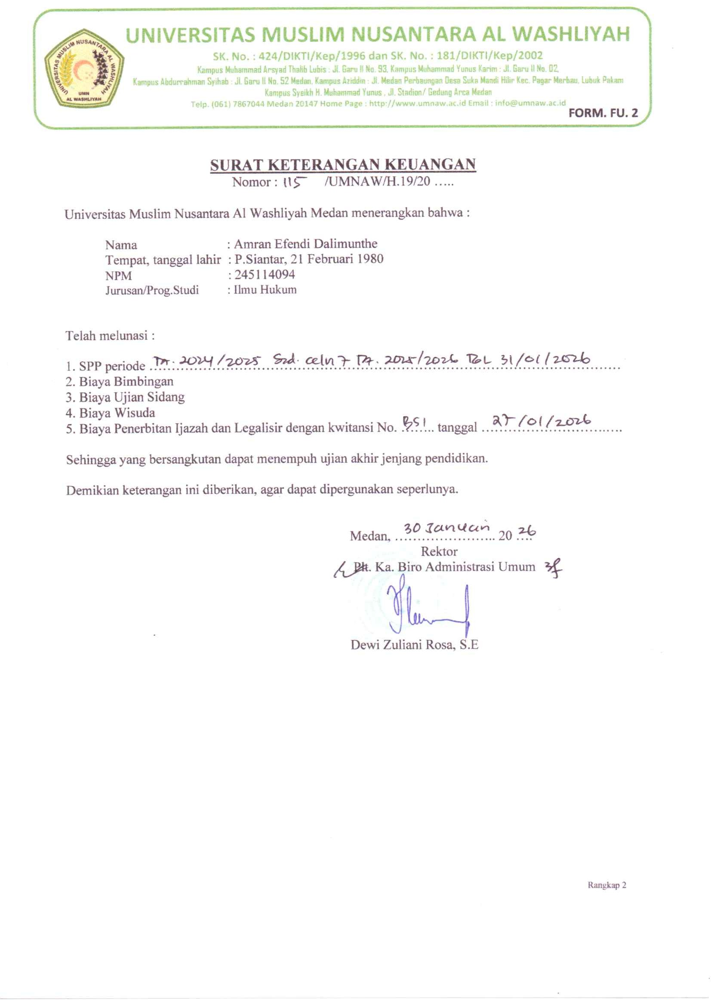 UNIVERSITAS MUSLIM NUSANTARA AL WASHLIYAH
SK. No. : 424/DIKTI/Kep/1996 dan SK. No. : 181/DIKTI/Kep/2002
Kampus Muhammad Arsyad Thalib Lubis : Jl. Garu II No. 93, Kampus Muhammad Yunus Karim : Jl. Garu II No. 02,
Kampus Abdurrahman Syihab : Jl. Garu II No. 52 Medan, Kampus Aziddin : Jl. Medan Perbaungan Desa Suka Mandi Hilir Kec. Pagar Merbau, Lubuk Pakam
Kampus Syeikh H. Muhammad Yunus , Jl. Stadion/ Gedung Arca Medan
Telp. (061) 7867044 Medan 20147 Home Page : http://www.umnaw.ac.id Email : info@umnaw.ac.id
FORM. FU. 2
UNIVERSITAS MUSLIM NUSANTARA AL WASHLIYAH
UMN
AL WASHLIYAH
SURAT KETERANGAN KEUANGAN
Nomor : 115 /UMNAW/H.19/20 .....
Universitas Muslim Nusantara Al Washliyah Medan menerangkan bahwa :
Nama : Amran Efendi Dalimunthe
Tempat, tanggal lahir : P.Siantar, 21 Februari 1980
NPM : 245114094
Jurusan/Prog.Studi : Ilmu Hukum
Telah melunasi :
1. SPP periode TA. 2024/2025 S/d. 7 TA. 2025/2026 TGL 31/01/2026
2. Biaya Bimbingan
3. Biaya Ujian Sidang
4. Biaya Wisuda
5. Biaya Penerbitan Ijazah dan Legalisir dengan kwitansi No. BSI tanggal 27/01/2026
Sehingga yang bersangkutan dapat menempuh ujian akhir jenjang pendidikan.
Demikian keterangan ini diberikan, agar dapat dipergunakan seperlunya.
Medan, 30 Januari 2026
Rektor
Plt. Ka. Biro Administrasi Umum
Dewi Zuliani Rosa, S.E
Rangkap 2